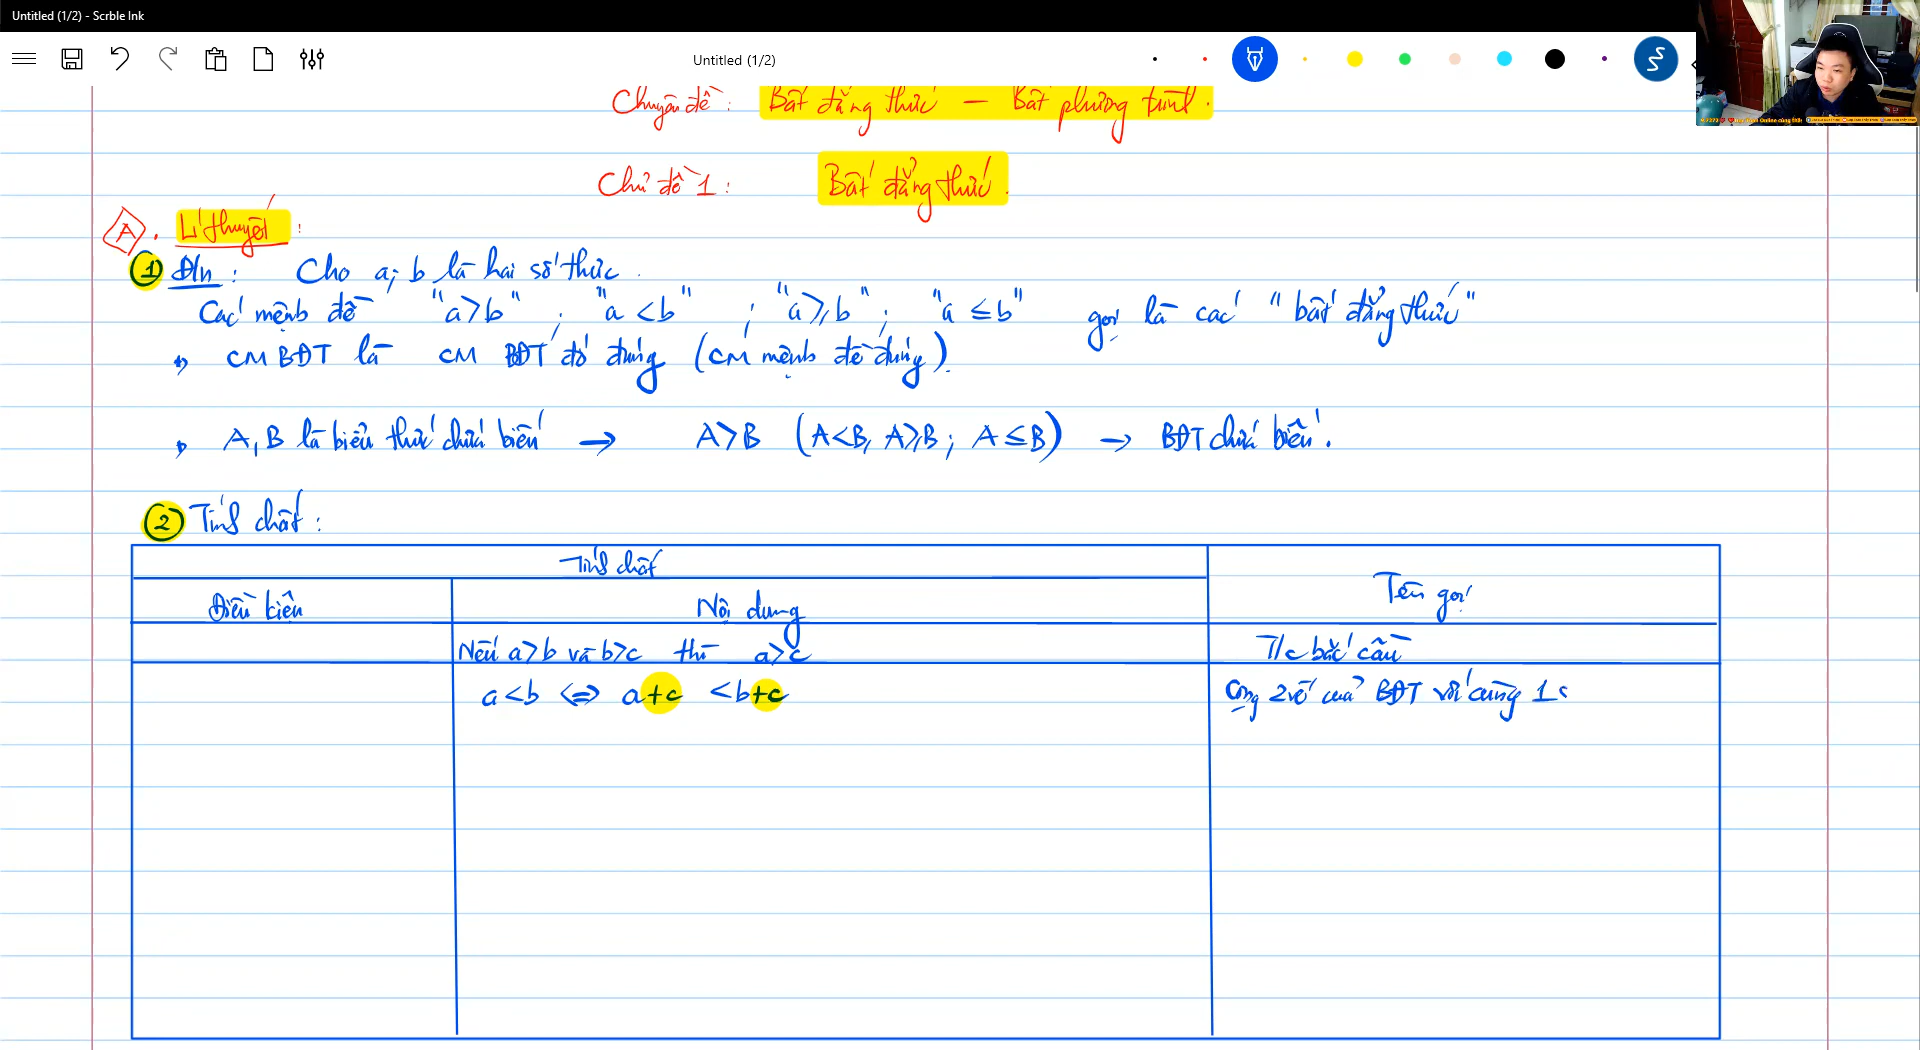 Untitled (1/2) - Scrble Ink
Untitled (1/2)
Chuyên đề: Bất đẳng thức - Bất phương trình.
Chủ đề 1: Bất đẳng thức.
A. Lí thuyết:
1 Đ/n: Cho a; b là hai số thực.
Các mệnh đề "a>b"; "a<b"; "a≥b"; "a≤b" gọi là các "bất đẳng thức"
CM BĐT là CM BĐT đó đúng (CM mệnh đề đúng).
A, B là biểu thức chứa biến → A>B (A<B, A≥B; A≤B) → BĐT chứa biến.
2 Tính chất:
Tính chất
Tên gọi
Điều kiện Nội dung
Nếu a>b và b>c thì a>c T/c bắc cầu
a<b ⇔ a+c <b+c Cộng 2 vế của BĐT với cùng 1 s